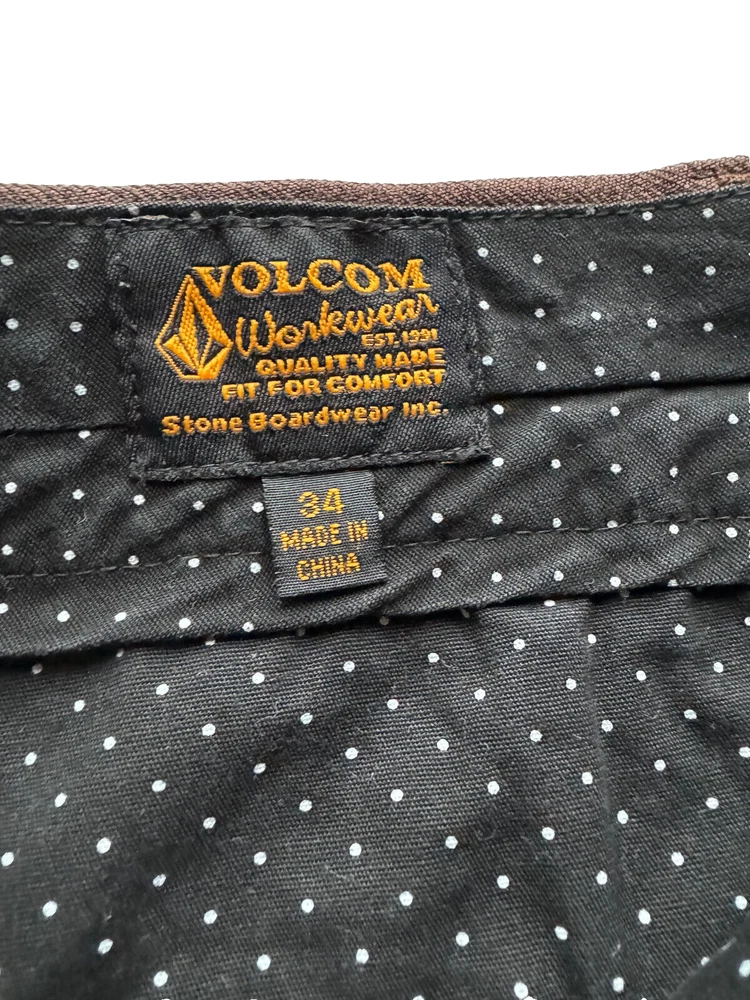 VOLCOM
Workwear
EST. 1991
QUALITY MADE
FIT FOR COMFORT
Stone Boardwear Inc.
34
MADE IN
CHINA